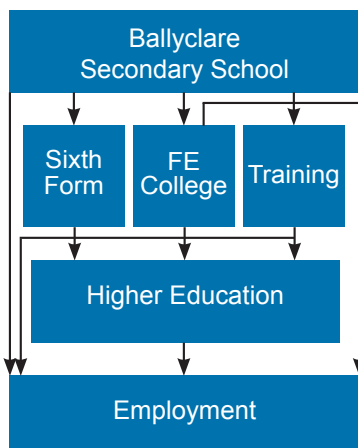 Ballyclare
Secondary School
Sixth
Form
FE
College
Training
Higher Education
Employment